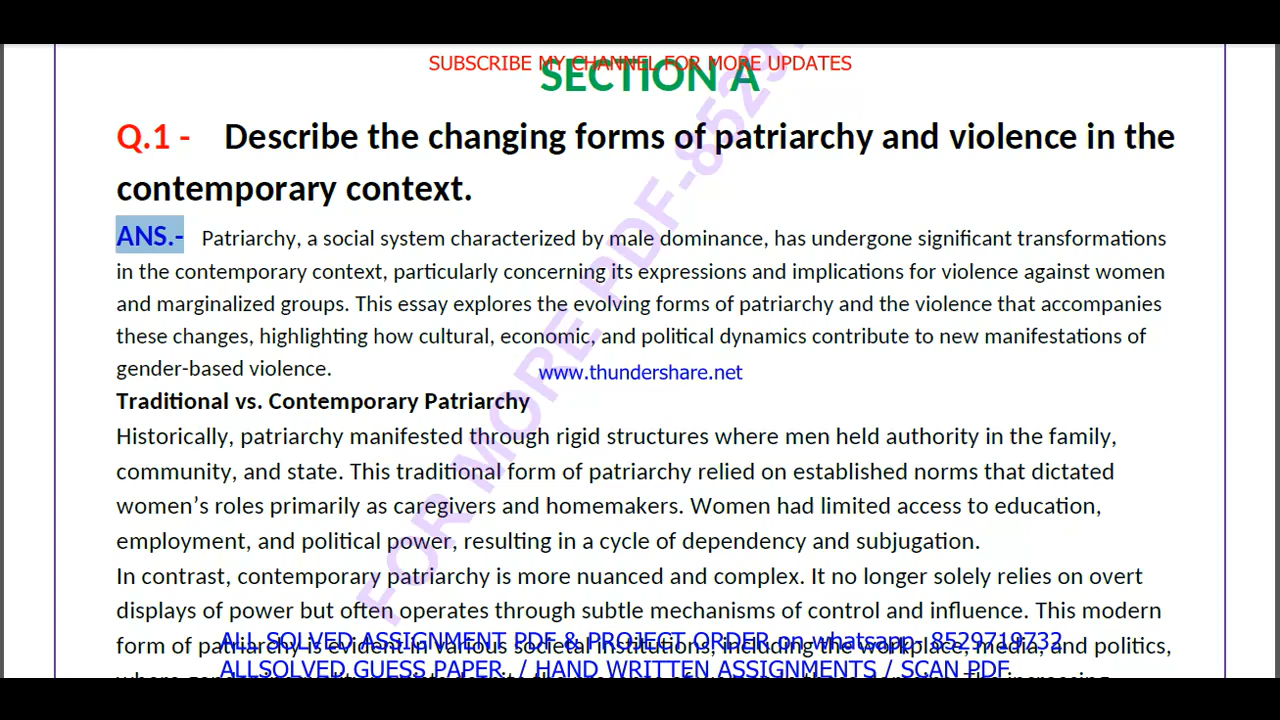 SUBSCRIBE MY CHANNEL FOR MORE UPDATES
SECTION A
Q.1 - Describe the changing forms of patriarchy and violence in the
contemporary context.
ANS.- Patriarchy, a social system characterized by male dominance, has undergone significant transformations
in the contemporary context, particularly concerning its expressions and implications for violence against women
and marginalized groups. This essay explores the evolving forms of patriarchy and the violence that accompanies
these changes, highlighting how cultural, economic, and political dynamics contribute to new manifestations of
gender-based violence.
www.thundershare.net
Traditional vs. Contemporary Patriarchy
Historically, patriarchy manifested through rigid structures where men held authority in the family,
community, and state. This traditional form of patriarchy relied on established norms that dictated
women’s roles primarily as caregivers and homemakers. Women had limited access to education,
employment, and political power, resulting in a cycle of dependency and subjugation.
In contrast, contemporary patriarchy is more nuanced and complex. It no longer solely relies on overt
displays of power but often operates through subtle mechanisms of control and influence. This modern
form of patriarchy is evident in various societal institutions, including the workplace, media, and politics,
ALL SOLVED ASSIGNMENT PDF & PROJECT ORDER on whatsapp- 8529719732
ALLSOLVED GUESS PAPER / HAND WRITTEN ASSIGNMENTS / SCAN PDF
FOR MORE PDF-8529